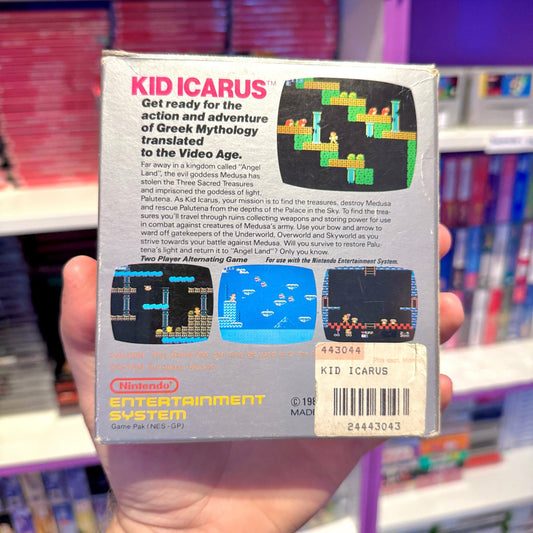 KID ICARUS™
Get ready for the
action and adventure
of Greek Mythology
translated
to the Video Age.
Far away in a kingdom called "Angel
Land", the evil goddess Medusa has
stolen the Three Sacred Treasures
and imprisoned the goddess of light,
Palutena. As Kid Icarus, your mission is to find the treasures, destroy Medusa
and rescue Palutena from the depths of the Palace in the Sky. To find the trea-
sures you'll travel through ruins collecting weapons and storing power for use
in combat against creatures of Medusa's army. Use your bow and arrow to
ward off gatekeepers of the Underworld, Overworld and Skyworld as you
strive towards your battle against Medusa. Will you survive to restore Palu-
tena's light and return it to "Angel Land"? Only you know.
Two Player Alternating Game
For use with the Nintendo Entertainment System.
443044
KID ICARUS
24443043
Nintendo®
ENTERTAINMENT
SYSTEM
Game Pak (NES-GP)
© 198
MADE